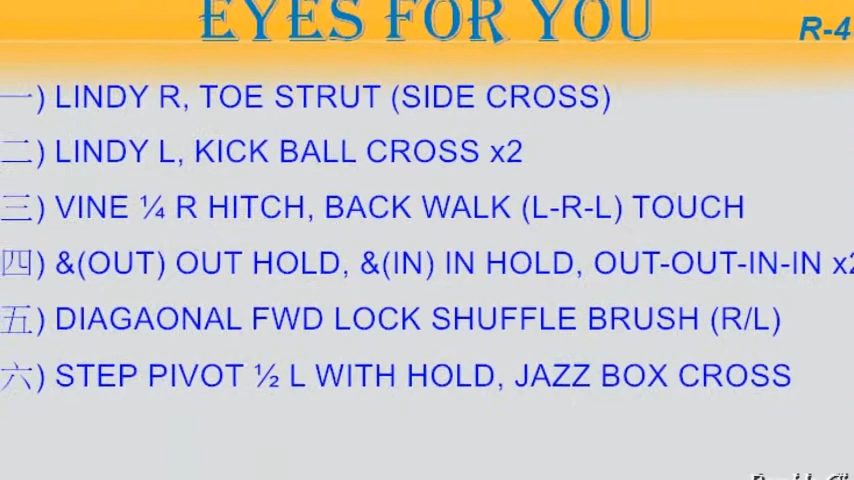 EYES FOR YOU
R-4
一) LINDY R, TOE STRUT (SIDE CROSS)
二) LINDY L, KICK BALL CROSS x2
三) VINE ¼ R HITCH, BACK WALK (L-R-L) TOUCH
四) &(OUT) OUT HOLD, &(IN) IN HOLD, OUT-OUT-IN-IN x2
五) DIAGAONAL FWD LOCK SHUFFLE BRUSH (R/L)
六) STEP PIVOT ½ L WITH HOLD, JAZZ BOX CROSS